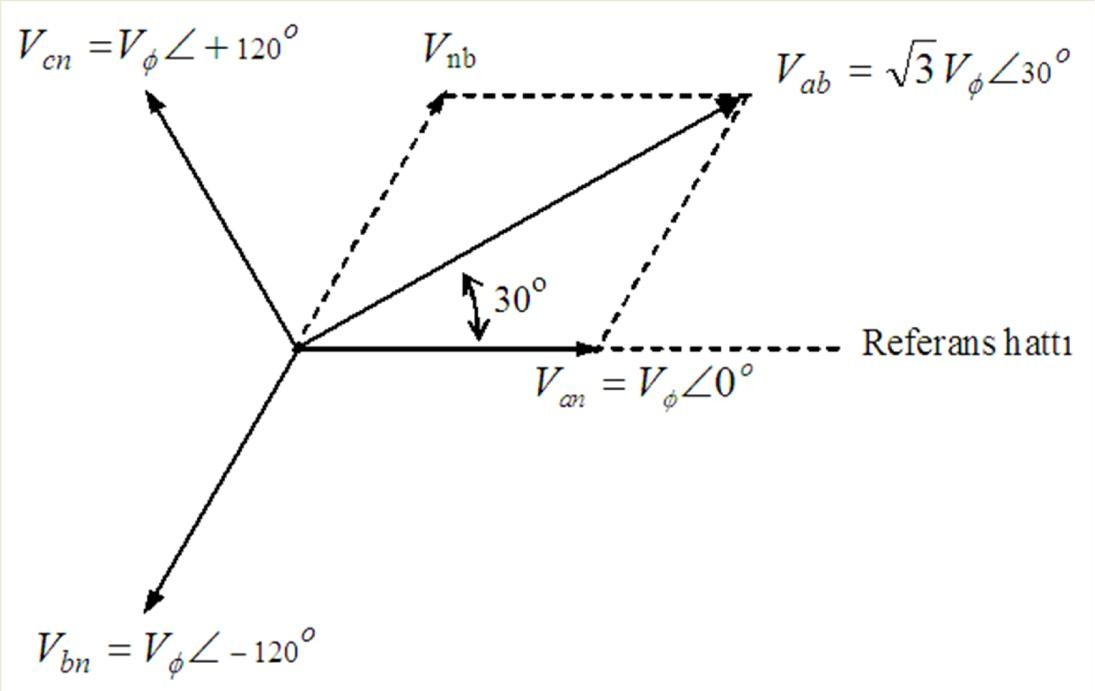 V_cn = V_ϕ∠+120°
V_nb
V_ab = √3 V_ϕ∠30°
30°
Referans hattı
V_an = V_ϕ∠0°
V_bn = V_ϕ∠−120°